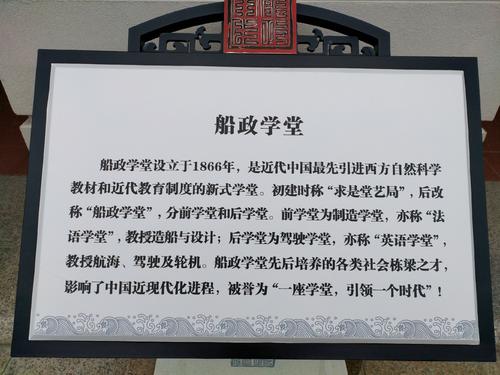 船政学堂
船政学堂设立于1866年，是近代中国最先引进西方自然科学
教材和近代教育制度的新式学堂。初建时称“求是堂艺局”，后改
称“船政学堂”，分前学堂和后学堂。前学堂为制造学堂，亦称“法
语学堂”，教授造船与设计；后学堂为驾驶学堂，亦称“英语学堂”，
教授航海、驾驶及轮机。船政学堂先后培养的各类社会栋梁之才，
影响了中国近现代化进程，被誉为“一座学堂，引领一个时代”！